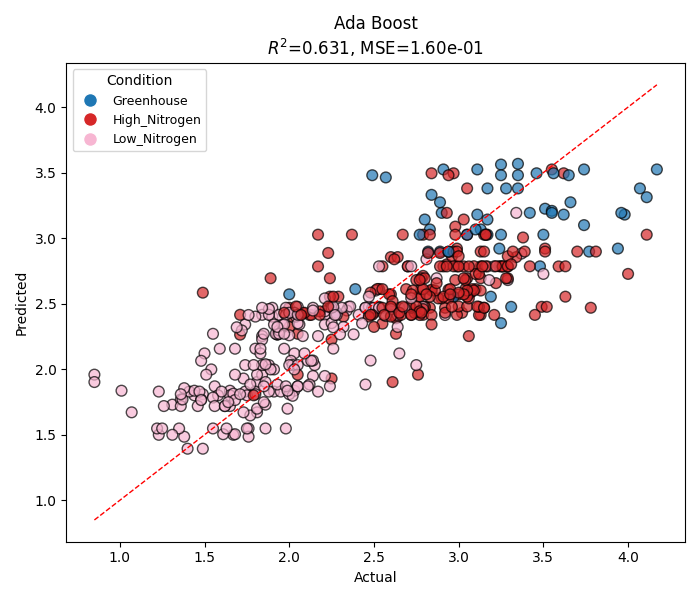 Ada Boost
R²=0.631, MSE=1.60e-01
Condition
Greenhouse
High_Nitrogen
Low_Nitrogen
4.0
3.5
3.0
2.5
2.0
1.5
1.0
Predicted
1.0 1.5 2.0 2.5 3.0 3.5 4.0
Actual